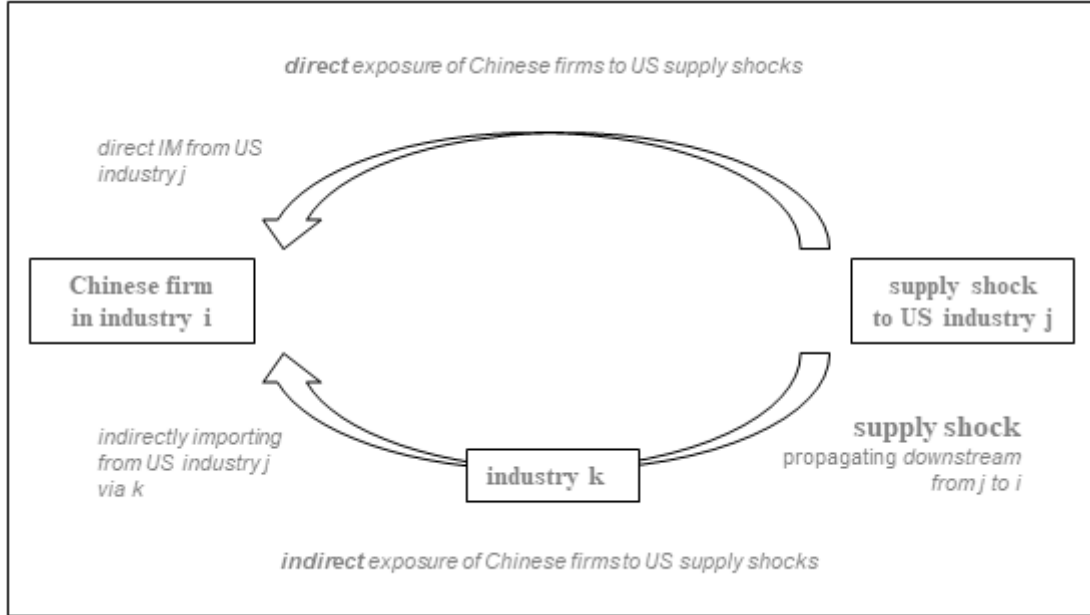 direct exposure of Chinese firms to US supply shocks
direct IM from US
industry j
Chinese firm
in industry i
supply shock
to US industry j
indirectly importing
from US industry j
via k
industry k
supply shock
propagating downstream
from j to i
indirect exposure of Chinese firms to US supply shocks